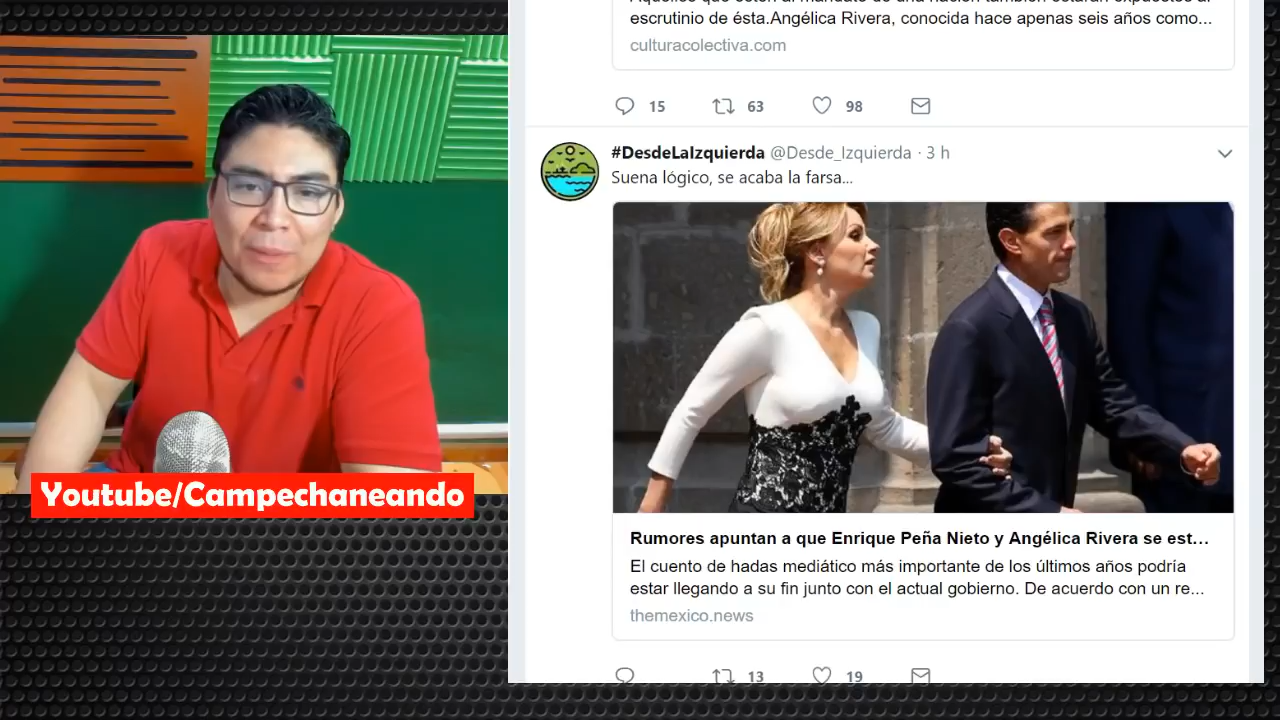 escrutinio de ésta.Angélica Rivera, conocida hace apenas seis años como...
culturacolectiva.com
15 63 98
#DesdeLaIzquierda @Desde_Izquierda · 3 h
Suena lógico, se acaba la farsa...
Rumores apuntan a que Enrique Peña Nieto y Angélica Rivera se est...
El cuento de hadas mediático más importante de los últimos años podría
estar llegando a su fin junto con el actual gobierno. De acuerdo con un re...
themexico.news
13 19
Youtube/Campechaneando